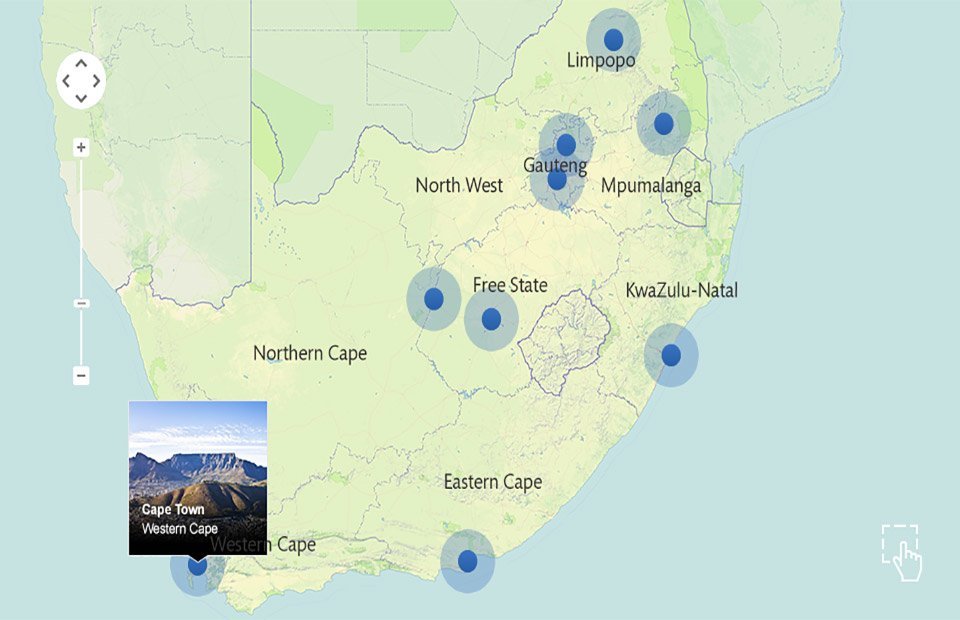 Limpopo
Gauteng
North West
Mpumalanga
Free State
KwaZulu-Natal
Northern Cape
Eastern Cape
Cape Town
Western Cape
Western Cape